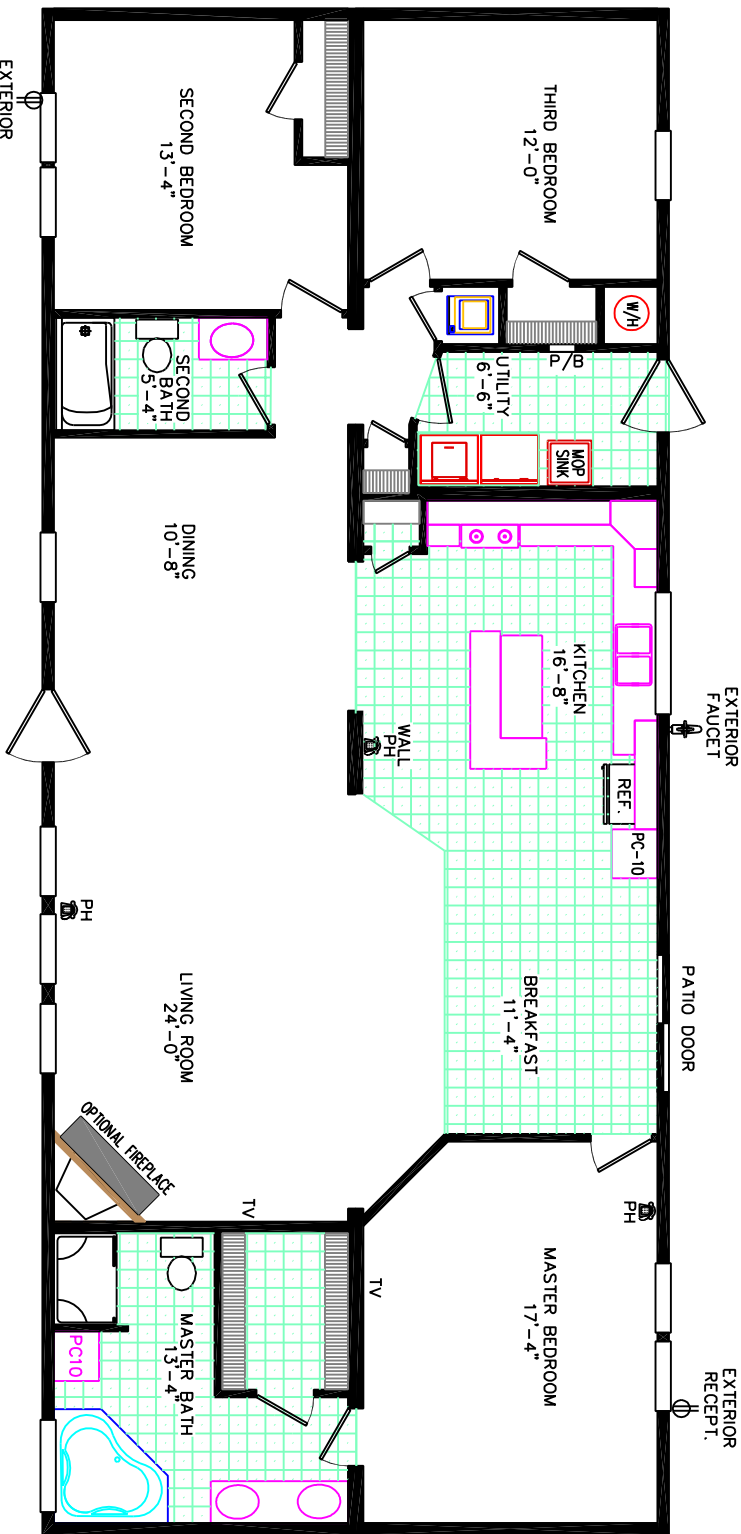 EXTERIOR
SECOND BEDROOM
13'-4"
THIRD BEDROOM
12'-0"
W/H
P/B
UTILITY
6'-6"
SECOND
BATH
5'-4"
MOP
SINK
DINING
10'-8"
KITCHEN
16'-8"
EXTERIOR
FAUCET
WALL
PH
REF.
PC-10
PH
LIVING ROOM
24'-0"
BREAKFAST
11'-4"
PATIO DOOR
OPTIONAL FIREPLACE
TV
TV
PH
MASTER BEDROOM
17'-4"
MASTER BATH
13'-4"
PC10
EXTERIOR
RECEPT.